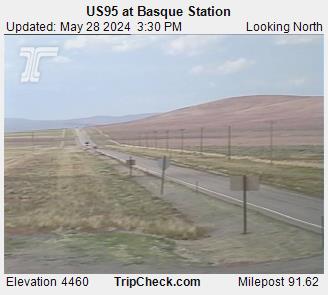 US95 at Basque Station
Updated: May 28 2024 3:30 PM Looking North
Elevation 4460 TripCheck.com Milepost 91.62